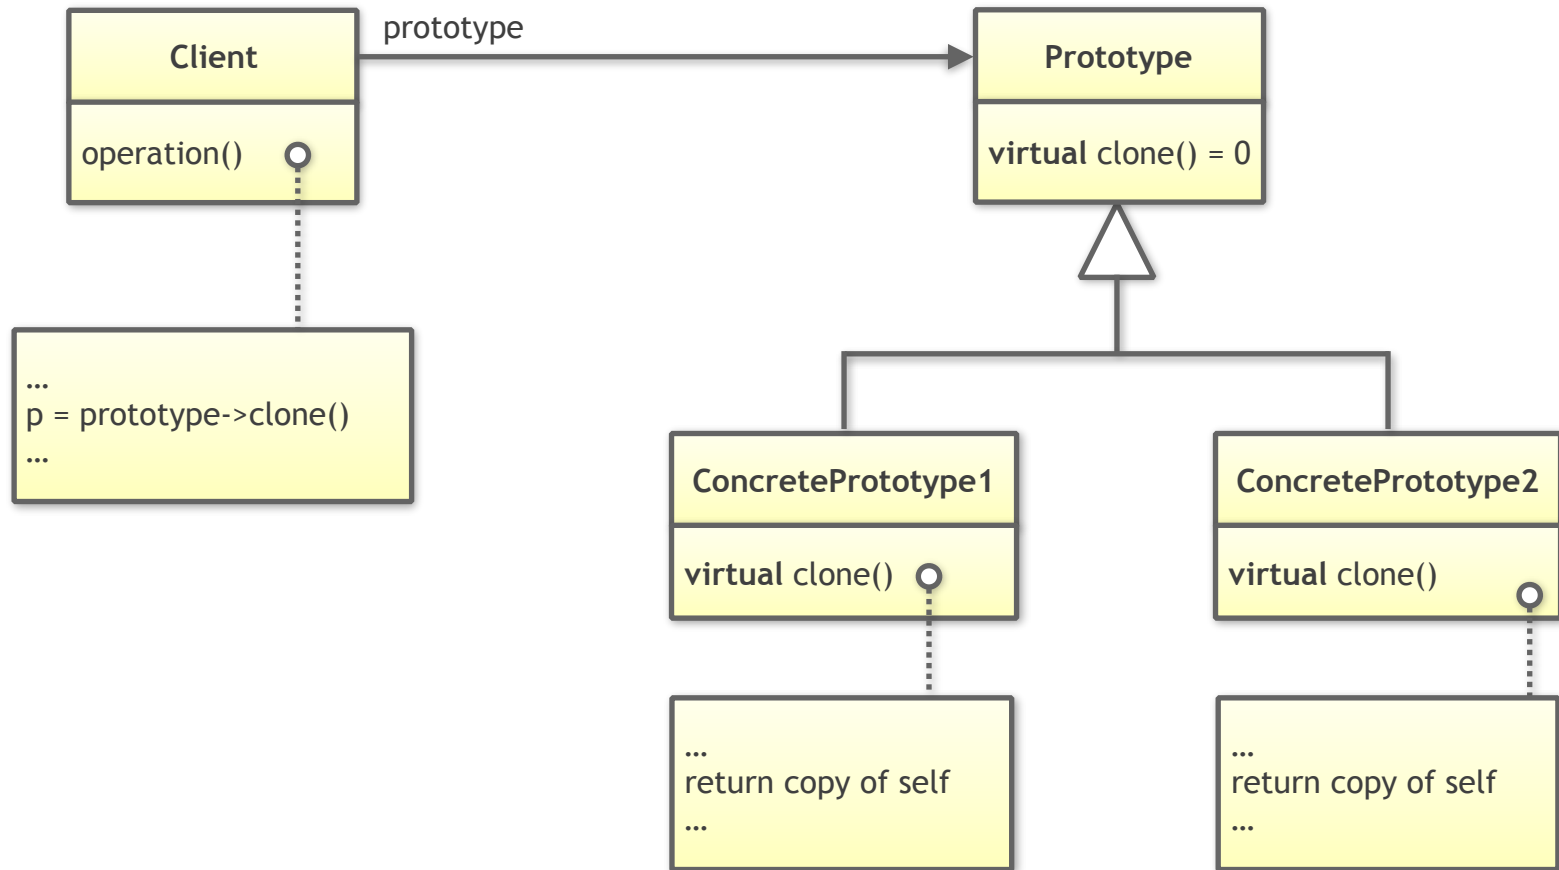 Client
prototype
Prototype
operation()
virtual clone() = 0
...
p = prototype->clone()
...
ConcretePrototype1
ConcretePrototype2
virtual clone()
virtual clone()
...
return copy of self
...
...
return copy of self
...